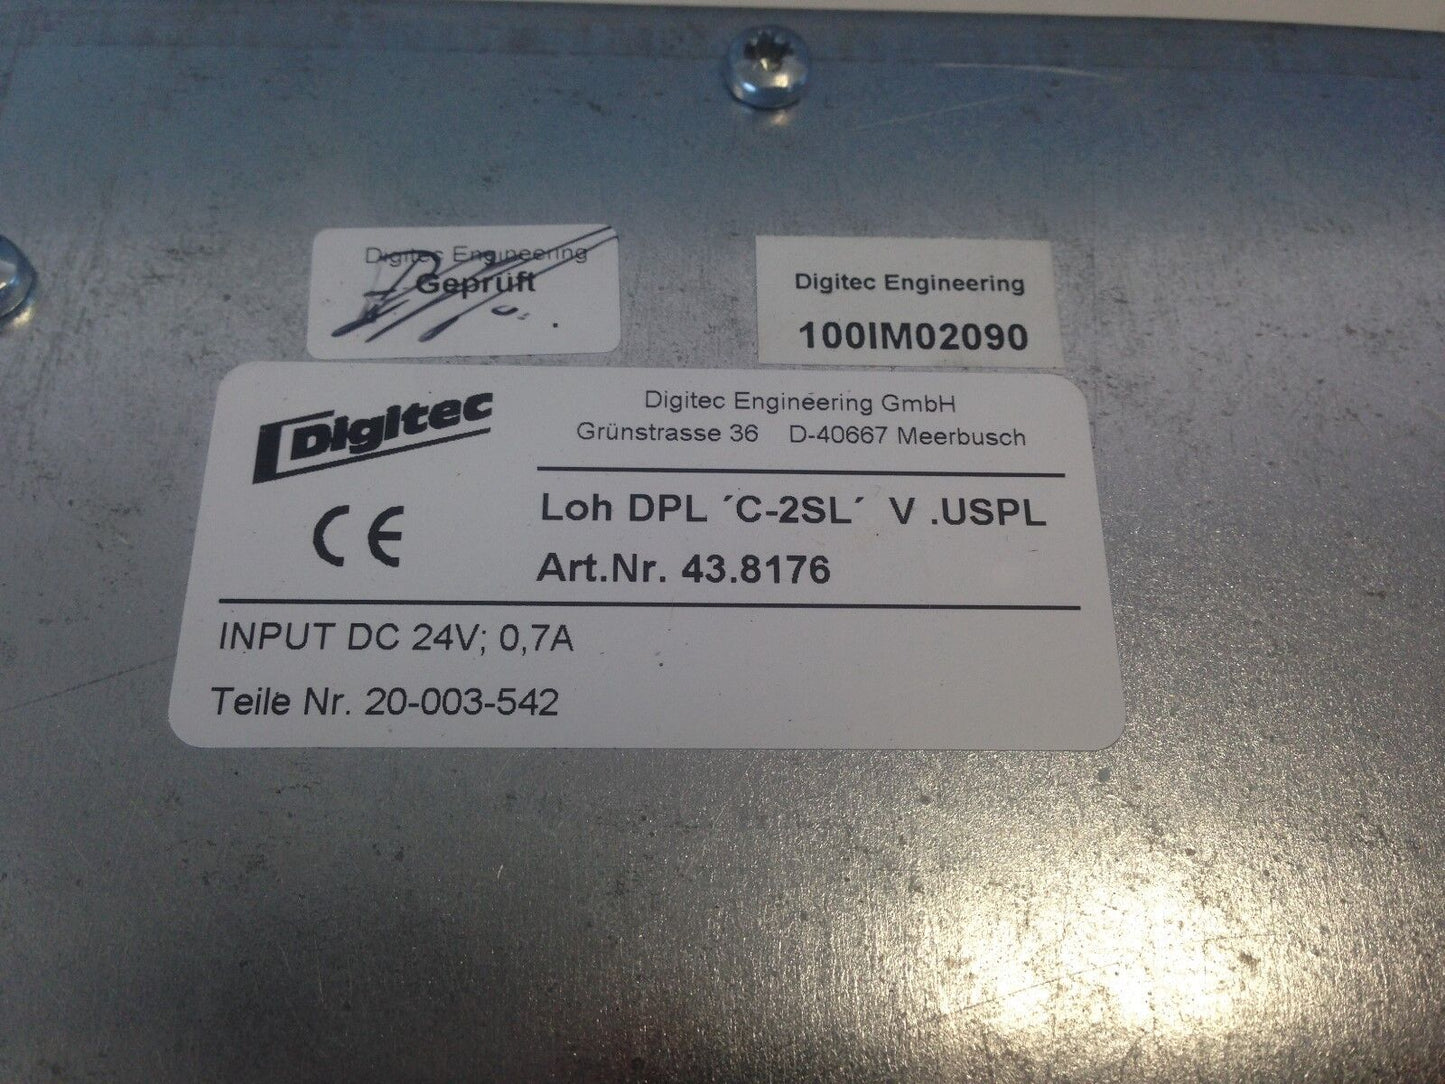 Digitec Engineering
Geprüft
Digitec Engineering
100IM02090
Digitec
Digitec Engineering GmbH
Grünstrasse 36 D-40667 Meerbusch
CE
Loh DPL ´C-2SL´ V .USPL
Art.Nr. 43.8176
INPUT DC 24V; 0,7A
Teile Nr. 20-003-542